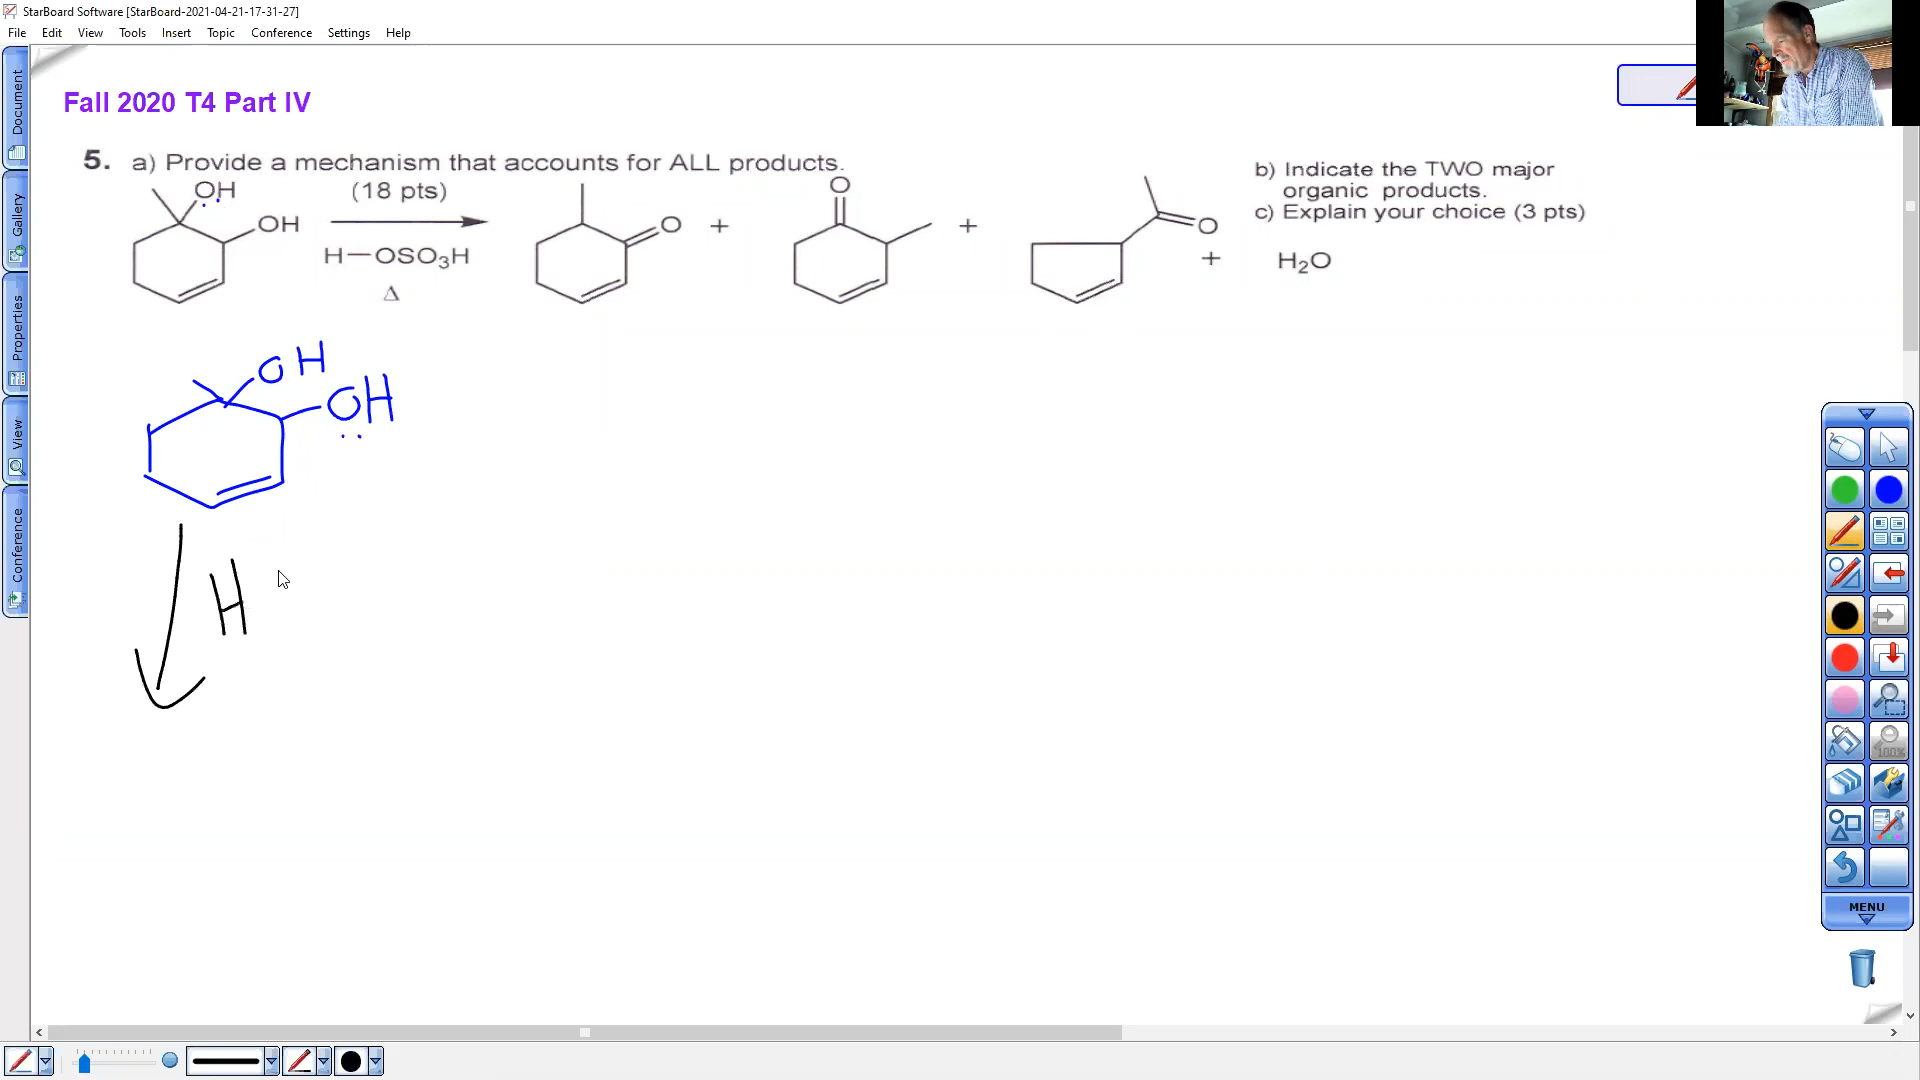 StarBoard Software [StarBoard-2021-04-21-17-31-27]
File Edit View Tools Insert Topic Conference Settings Help
Document
Gallery
Properties
View
Conference
Fall 2020 T4 Part IV
5. a) Provide a mechanism that accounts for ALL products.
(18 pts)
OH
OH
H—OSO₃H
Δ
O
+
O
+
O
+
H₂O
b) Indicate the TWO major
organic products.
c) Explain your choice (3 pts)
OH
OH
H
MENU